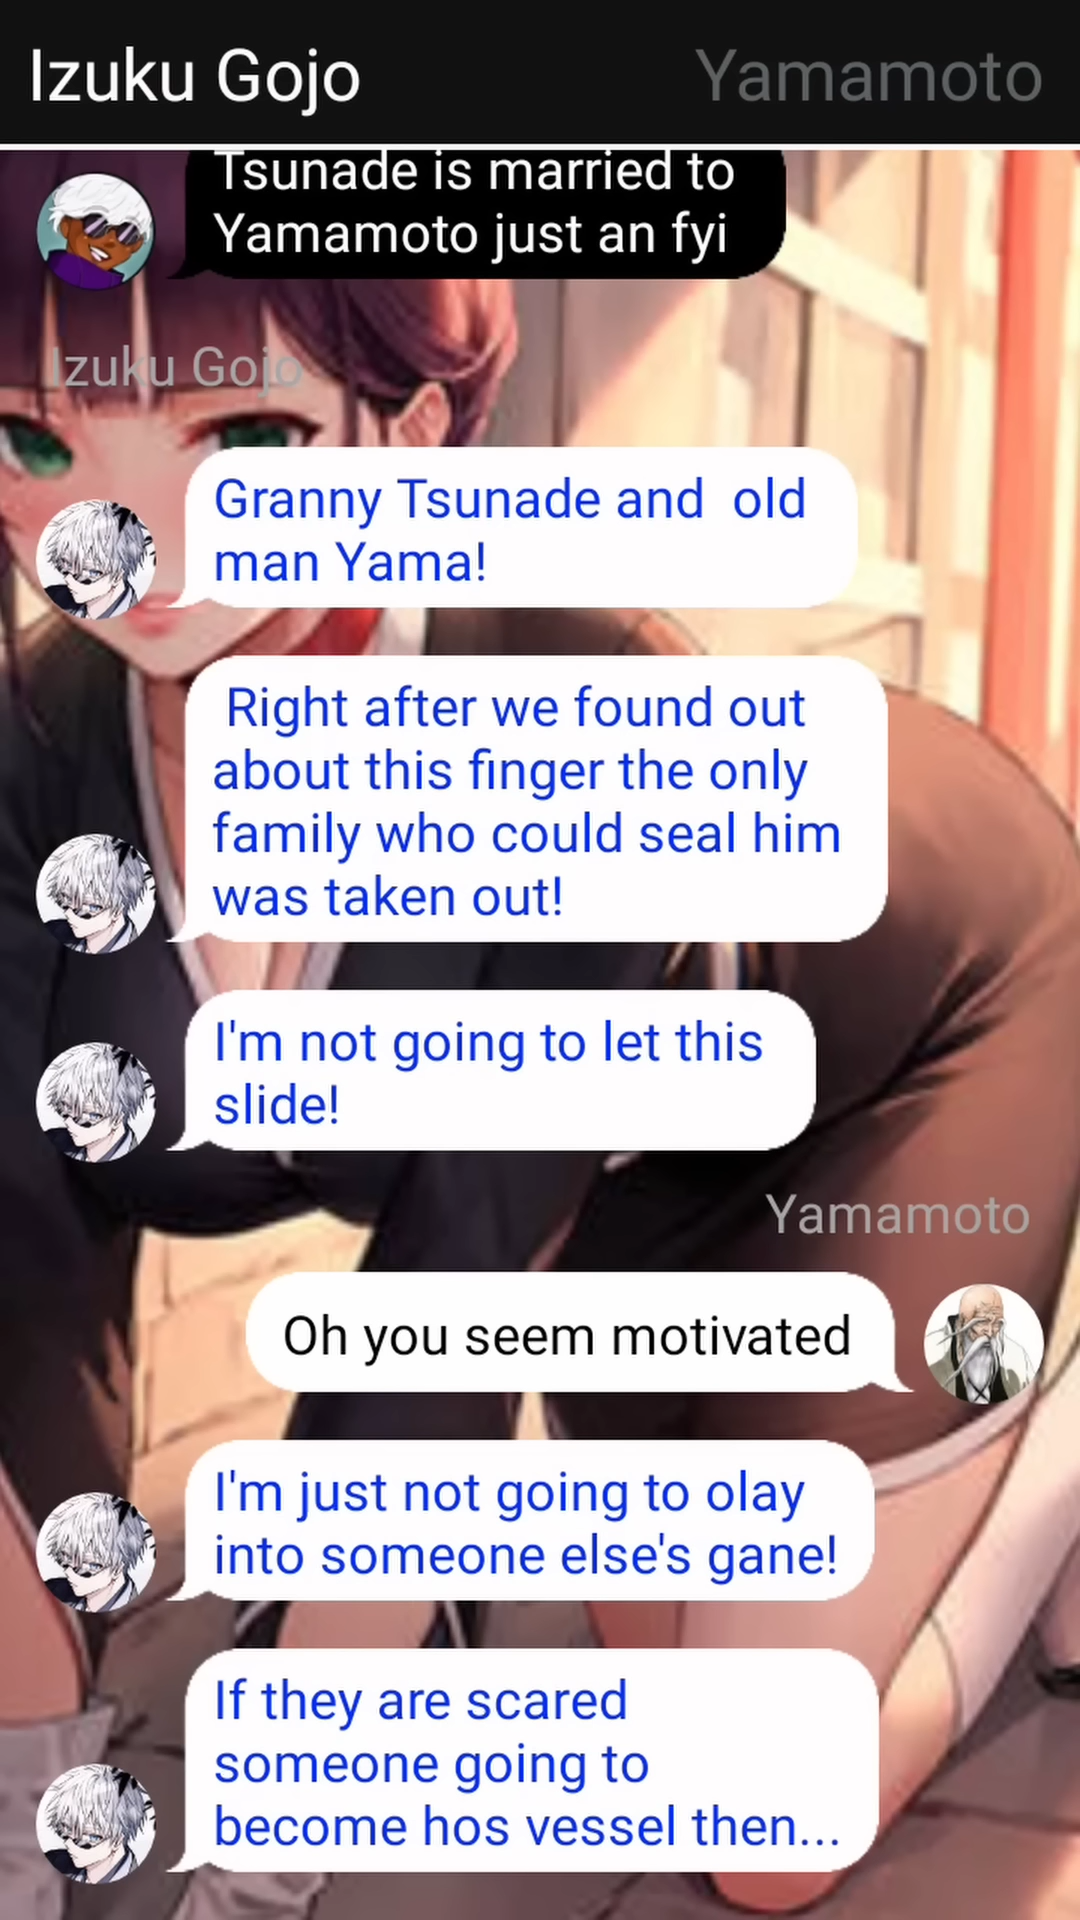 Izuku Gojo Yamamoto
Tsunade is married to
Yamamoto just an fyi
Izuku Gojo
Granny Tsunade and  old
man Yama!
Right after we found out
about this finger the only
family who could seal him
was taken out!
I'm not going to let this
slide!
Yamamoto
Oh you seem motivated
I'm just not going to olay
into someone else's gane!
If they are scared
someone going to
become hos vessel then...